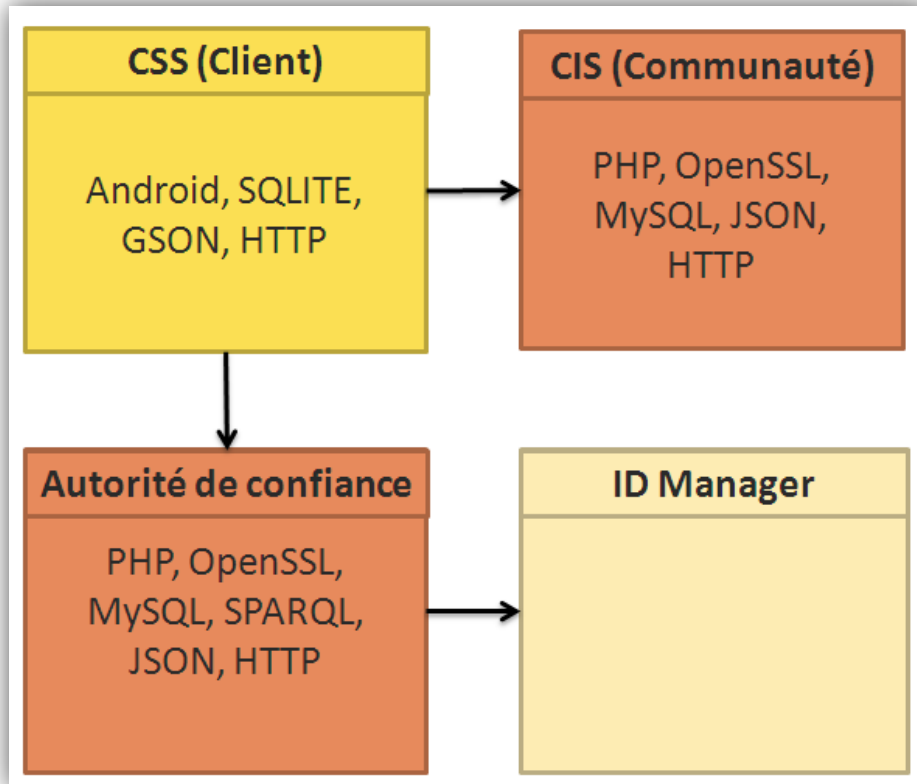 CSS (Client)
Android, SQLITE,
GSON, HTTP
CIS (Communauté)
PHP, OpenSSL,
MySQL, JSON,
HTTP
Autorité de confiance
PHP, OpenSSL,
MySQL, SPARQL,
JSON, HTTP
ID Manager